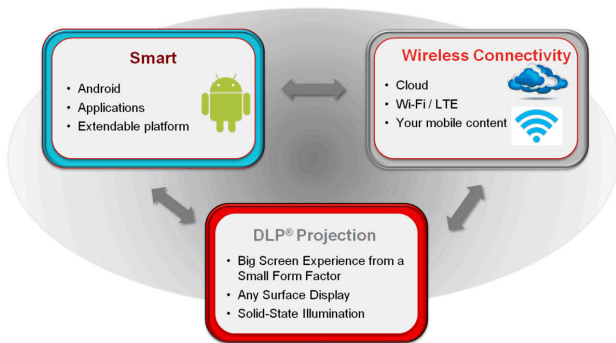 Smart
• Android
• Applications
• Extendable platform
Wireless Connectivity
• Cloud
• Wi-Fi / LTE
• Your mobile content
DLP® Projection
• Big Screen Experience from a
Small Form Factor
• Any Surface Display
• Solid-State Illumination